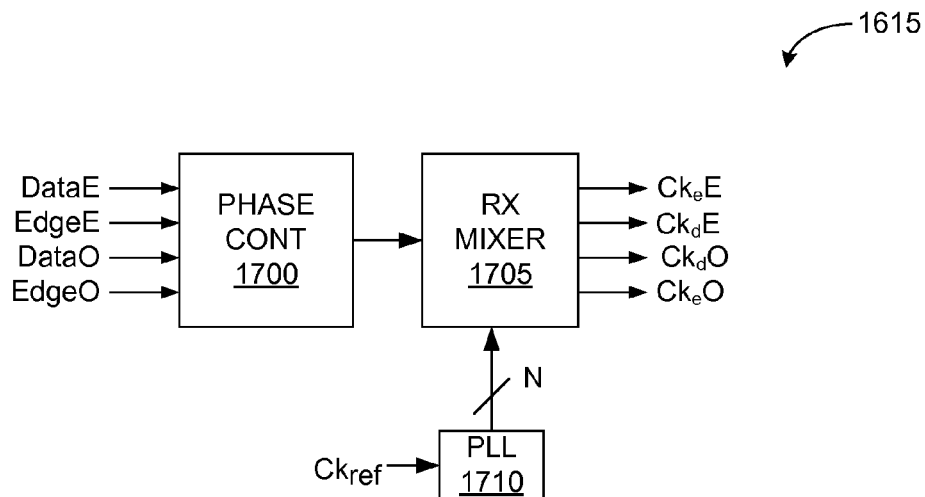 1615
DataE
EdgeE
DataO
EdgeO
PHASE
CONT
1700
RX
MIXER
1705
CkeE
CkdE
CkdO
CkeO
N
Ckref
PLL
1710